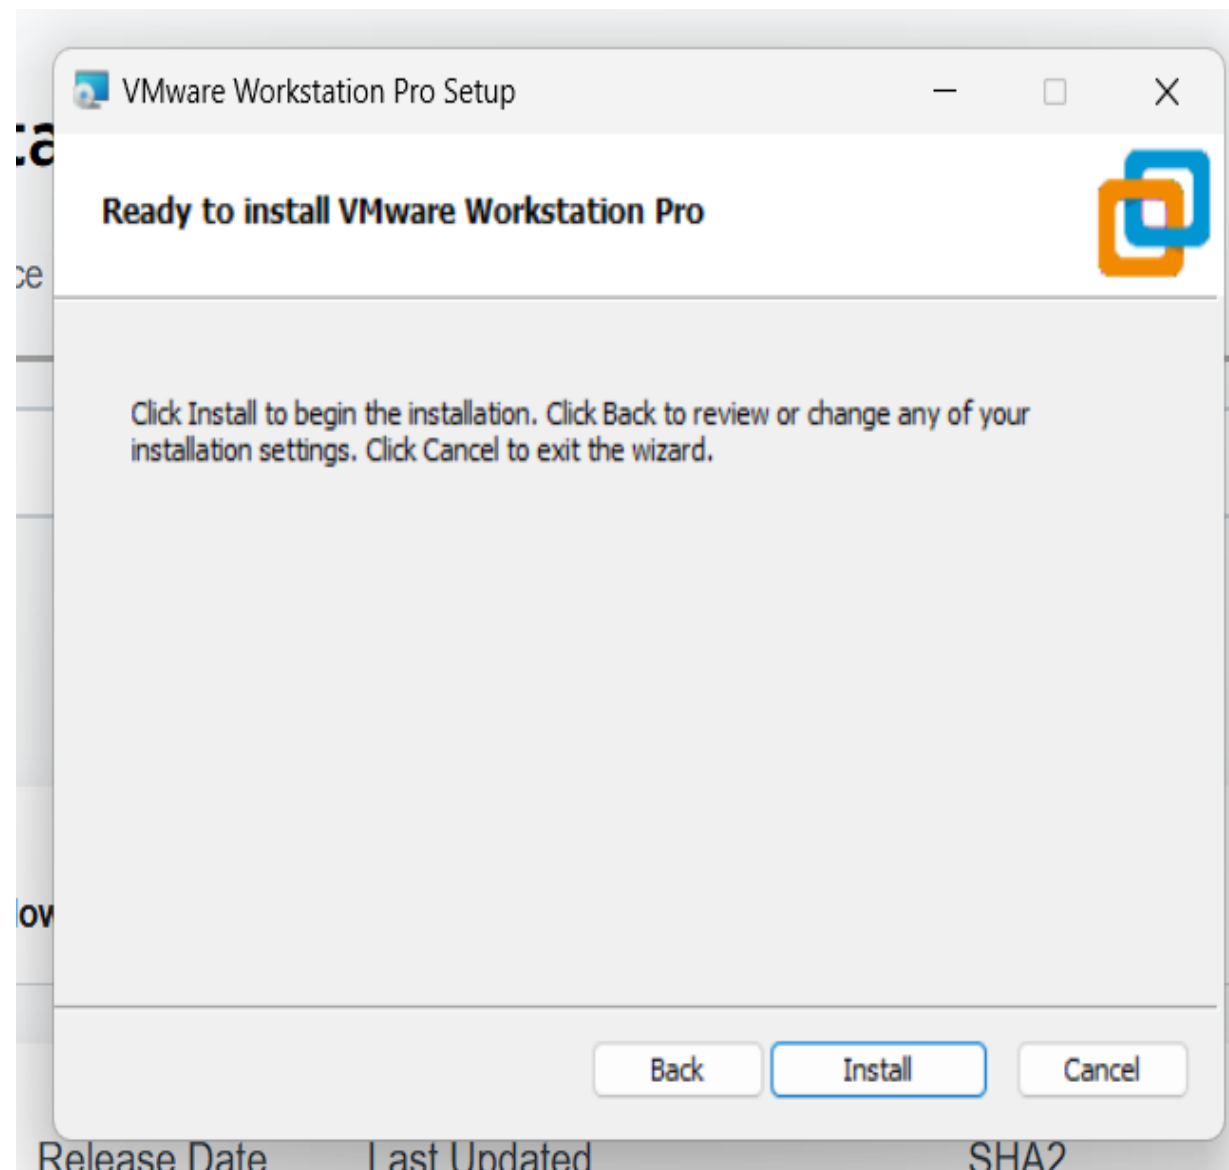 VMware Workstation Pro Setup
Ready to install VMware Workstation Pro
ce
Click Install to begin the installation. Click Back to review or change any of your
installation settings. Click Cancel to exit the wizard.
Back Install Cancel
Release Date Last Updated SHA2